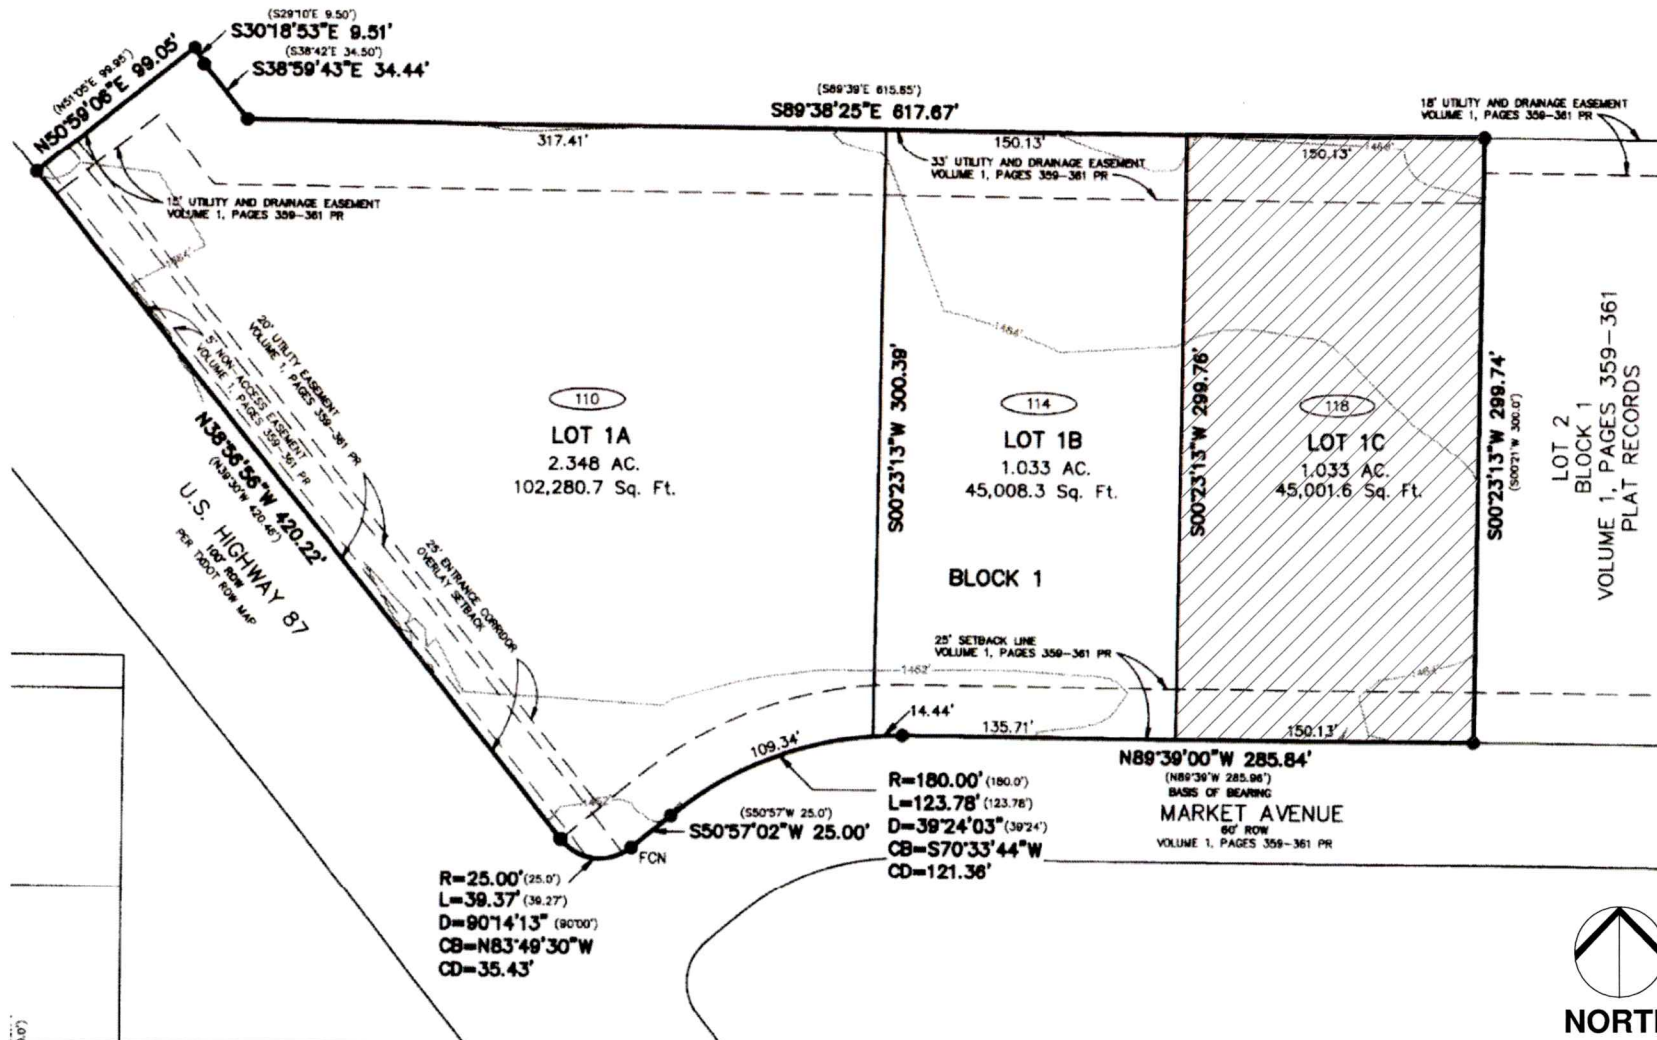 (S29°10'E 9.50')
S30°18'53"E 9.51'
(S38°42'E 34.50')
S38°59'43"E 34.44'
(N51°05'E 99.95')
N50°59'06"E 99.05'
(S89°39'E 615.65')
S89°38'25"E 617.67'
317.41'
150.13'
150.13'
1466'
18' UTILITY AND DRAINAGE EASEMENT
VOLUME 1, PAGES 359-361 PR
33' UTILITY AND DRAINAGE EASEMENT
VOLUME 1, PAGES 359-361 PR
15' UTILITY AND DRAINAGE EASEMENT
VOLUME 1, PAGES 359-361 PR
1464'
1464'
20' UTILITY EASEMENT
VOLUME 1, PAGES 359-361 PR
5' NON-ACCESS EASEMENT
VOLUME 1, PAGES 359-361 PR
N38°56'56"W 420.22'
(N39°30'W 420.46')
U.S. HIGHWAY 87
100' ROW
PER TXDOT ROW MAP
25' ENTRANCE CORRIDOR
OVERLAY SETBACK
110
LOT 1A
2.348 AC.
102,280.7 Sq. Ft.
S00°23'13"W 300.39'
114
LOT 1B
1.033 AC.
45,008.3 Sq. Ft.
BLOCK 1
S00°23'13"W 299.76'
118
LOT 1C
1.033 AC.
45,001.6 Sq. Ft.
S00°23'13"W 299.74'
(S00°21'W 300.0')
LOT 2
BLOCK 1
VOLUME 1, PAGES 359-361
PLAT RECORDS
25' SETBACK LINE
VOLUME 1, PAGES 359-361 PR
1462'
1464'
14.44'
135.71'
150.13'
109.34'
N89°39'00"W 285.84'
(N89°39'W 285.96')
BASIS OF BEARING
MARKET AVENUE
60' ROW
VOLUME 1, PAGES 359-361 PR
R=180.00' (180.0')
L=123.78' (123.78')
D=39°24'03" (39°24')
CB=S70°33'44"W
CD=121.36'
1462'
(S50°57'W 25.0')
S50°57'02"W 25.00'
FCN
R=25.00' (25.0')
L=39.37' (39.27')
D=90°14'13" (90°00')
CB=N83°49'30"W
CD=35.43'